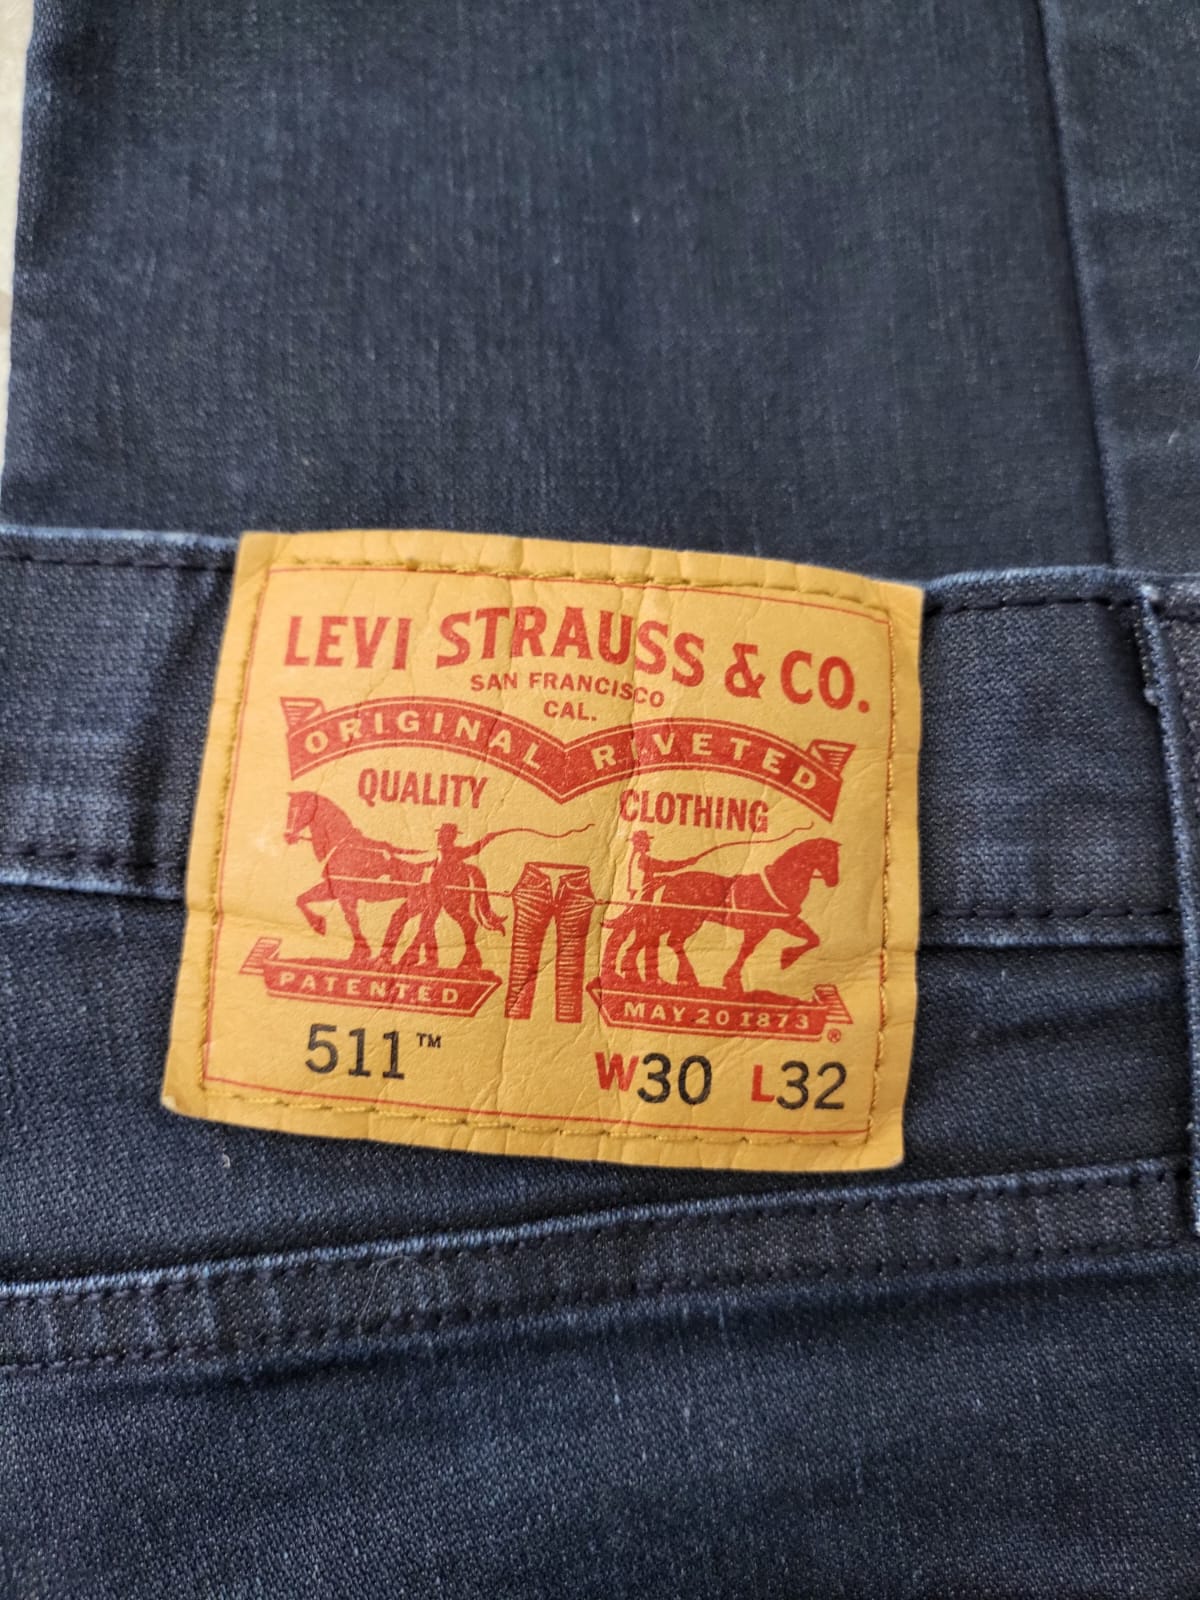 LEVI STRAUSS & CO.
SAN FRANCISCO
CAL.
ORIGINAL RIVETED
QUALITY CLOTHING
PATENTED MAY 20 1873 ®
511™ W30 L32